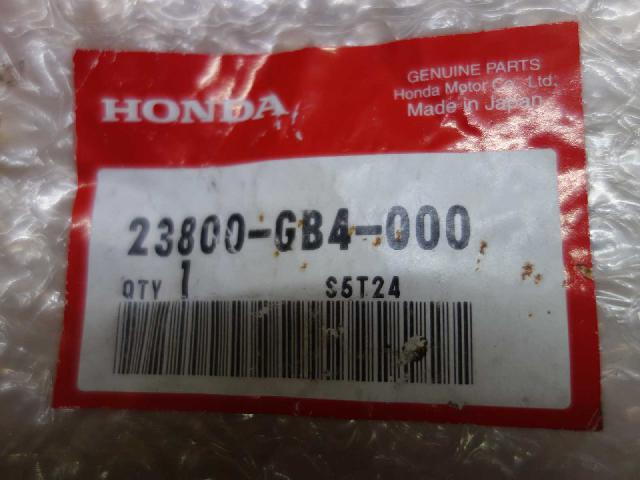 HONDA
GENUINE PARTS
Honda Motor Co., Ltd.
Made in Japan
23800-GB4-000
QTY 1 S5T24